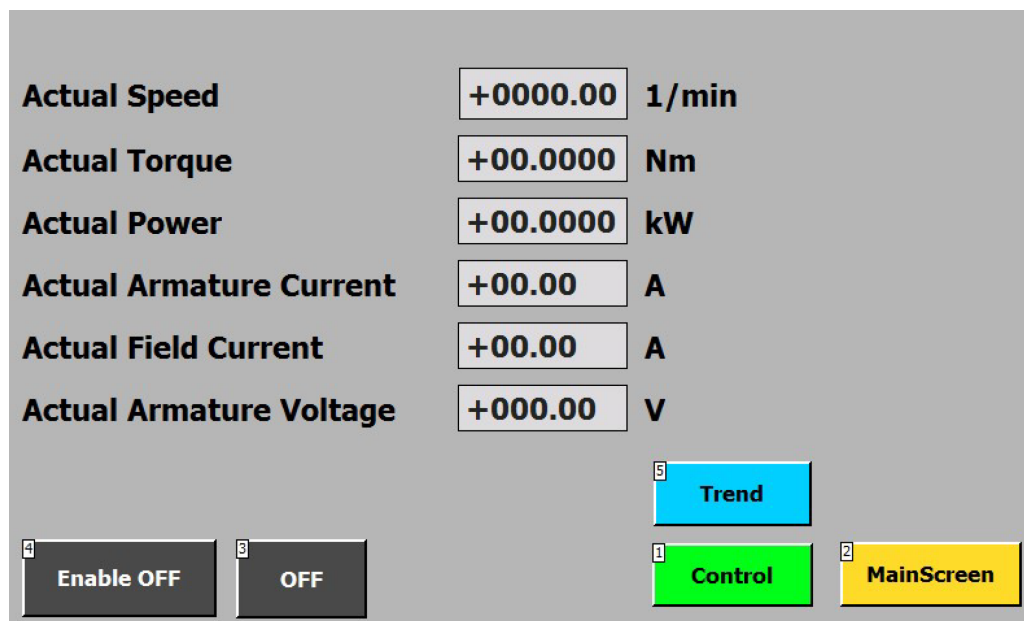 Actual Speed +0000.00 1/min
Actual Torque +00.0000 Nm
Actual Power +00.0000 kW
Actual Armature Current +00.00 A
Actual Field Current +00.00 A
Actual Armature Voltage +000.00 V
5 Trend
4 Enable OFF 3 OFF 1 Control 2 MainScreen